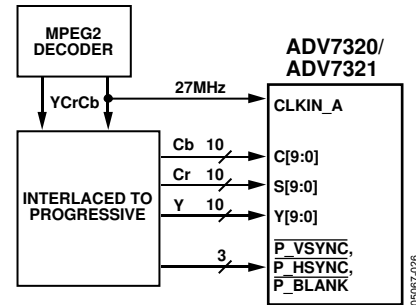 MPEG2
DECODER
YCrCb
27MHz
ADV7320/
ADV7321
CLKIN_A
INTERLACED TO
PROGRESSIVE
Cb 10
Cr 10
Y 10
3
C[9:0]
S[9:0]
Y[9:0]
P_VSYNC,
P_HSYNC,
P_BLANK
05067-026